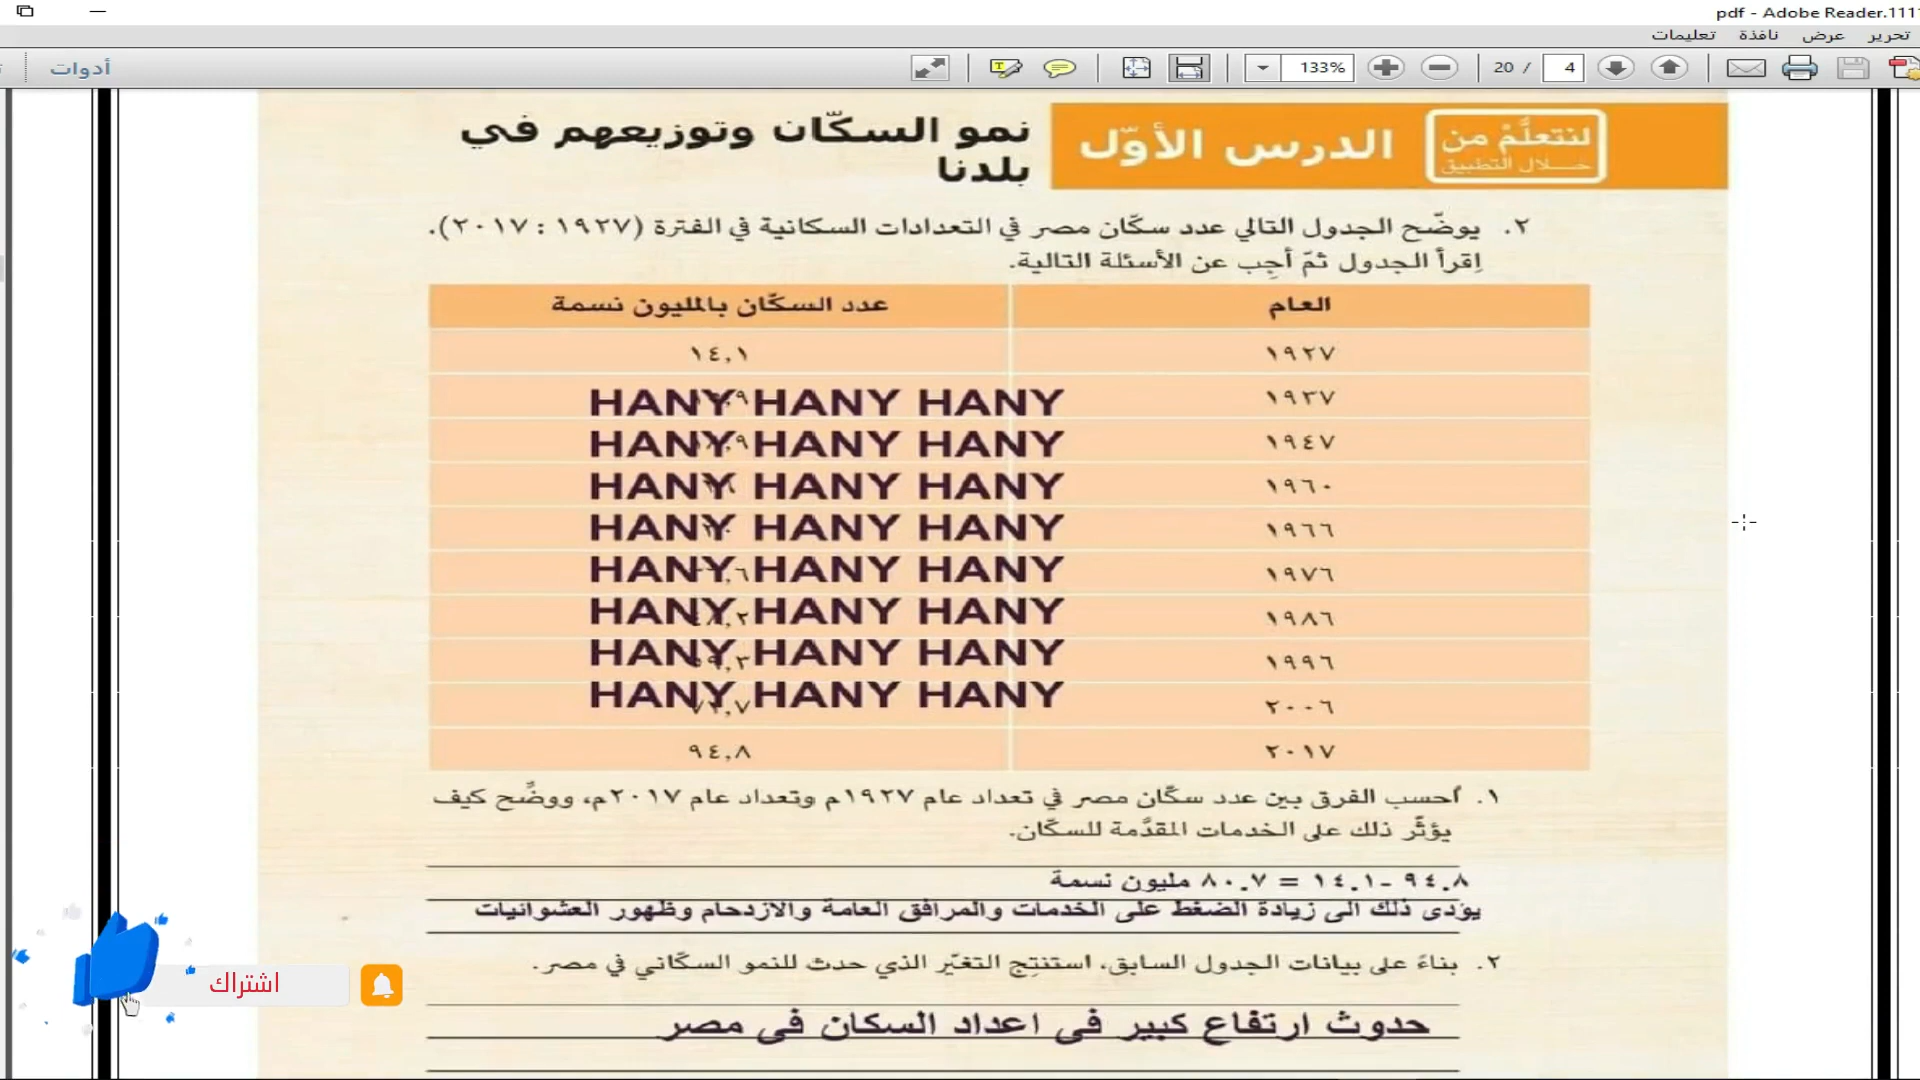 pdf - Adobe Reader.1111
تحرير عرض نافذة تعليمات
4 / 20 133% أدوات
لنتعلَّمْ من
خلال التطبيق
الدرس الأوّل
نمو السكّان وتوزيعهم في
بلدنا
٢. يوضّح الجدول التالي عدد سكّان مصر في التعدادات السكانية في الفترة (١٩٢٧ : ٢٠١٧).
اِقرأ الجدول ثمّ أجِب عن الأسئلة التالية.
العام عدد السكّان بالمليون نسمة
١٩٢٧ ١٤,١
١٩٣٧ HANY HANY HANY
١٩٤٧ HANY HANY HANY
١٩٦٠ HANY HANY HANY
١٩٦٦ HANY HANY HANY
١٩٧٦ HANY HANY HANY
١٩٨٦ HANY HANY HANY
١٩٩٦ HANY HANY HANY
٢٠٠٦ HANY HANY HANY
٢٠١٧ ٩٤,٨
١. اُحسب الفرق بين عدد سكّان مصر في تعداد عام ١٩٢٧م وتعداد عام ٢٠١٧م، ووضِّح كيف
يؤثّر ذلك على الخدمات المقدَّمة للسكّان.
٩٤.٨ -١٤.١ = ٨٠.٧ مليون نسمة
يؤدى ذلك الى زيادة الضغط على الخدمات والمرافق العامة والازدحام وظهور العشوائيات
٢. بناءً على بيانات الجدول السابق، استنتِج التغيّر الذي حدث للنمو السكّاني في مصر.
اشتراك
حدوث ارتفاع كبير فى اعداد السكان فى مصر